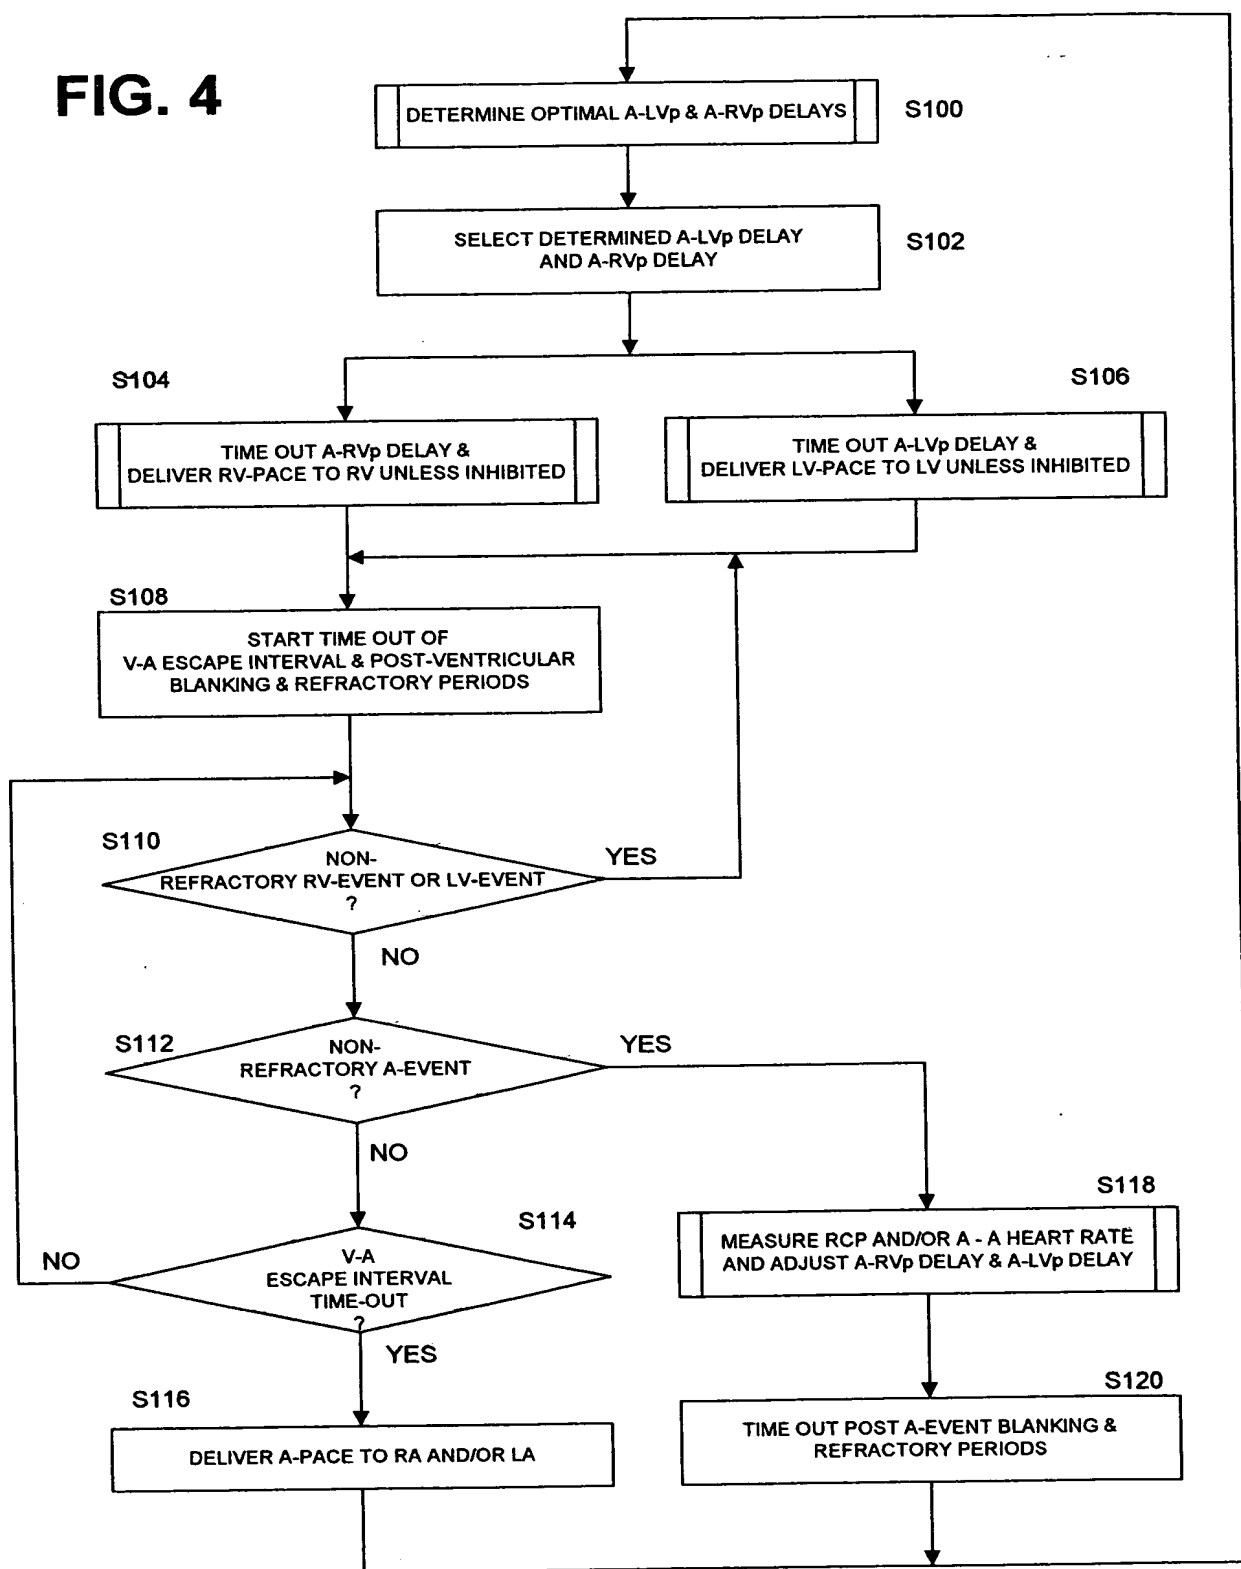 FIG. 4
DETERMINE OPTIMAL A-LVp & A-RVp DELAYS
S100
SELECT DETERMINED A-LVp DELAY
AND A-RVp DELAY
S102
S104
TIME OUT A-RVp DELAY &
DELIVER RV-PACE TO RV UNLESS INHIBITED
S106
TIME OUT A-LVp DELAY &
DELIVER LV-PACE TO LV UNLESS INHIBITED
S108
START TIME OUT OF
V-A ESCAPE INTERVAL & POST-VENTRICULAR
BLANKING & REFRACTORY PERIODS
S110
NON-
REFRACTORY RV-EVENT OR LV-EVENT
?
YES
NO
S112
NON-
REFRACTORY A-EVENT
?
YES
NO
S114
V-A
ESCAPE INTERVAL
TIME-OUT
?
NO
YES
S118
MEASURE RCP AND/OR A - A HEART RATE
AND ADJUST A-RVp DELAY & A-LVp DELAY
S116
DELIVER A-PACE TO RA AND/OR LA
S120
TIME OUT POST A-EVENT BLANKING &
REFRACTORY PERIODS